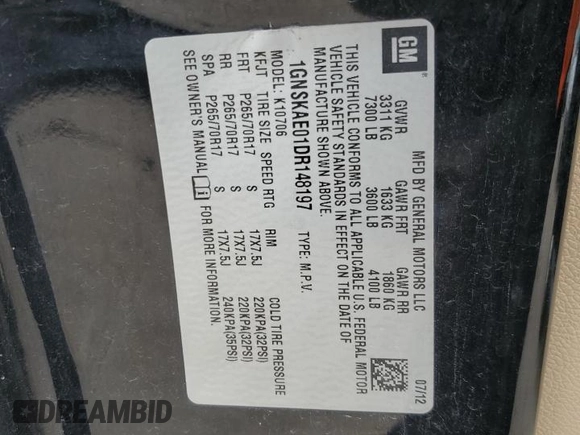 GM
®
MFD BY GENERAL MOTORS LLC
07/12
GVWR GAWR FRT GAWR RR
3311 KG 1633 KG 1860 KG
7300 LB 3600 LB 4100 LB
THIS VEHICLE CONFORMS TO ALL APPLICABLE U.S. FEDERAL MOTOR
VEHICLE SAFETY STANDARDS IN EFFECT ON THE DATE OF
MANUFACTURE SHOWN ABOVE.
1GNSKAE01DR148197 TYPE: M.P.V.
MODEL: K10706
KFJT TIRE SIZE SPEED RTG RIM COLD TIRE PRESSURE
FRT P265/70R17 S 17X7.5J 220KPA(32PSI)
RR P265/70R17 S 17X7.5J 220KPA(32PSI)
SPA P265/70R17 S 17X7.5J 240KPA(35PSI)
SEE OWNER'S MANUAL FOR MORE INFORMATION.
DREAMBID